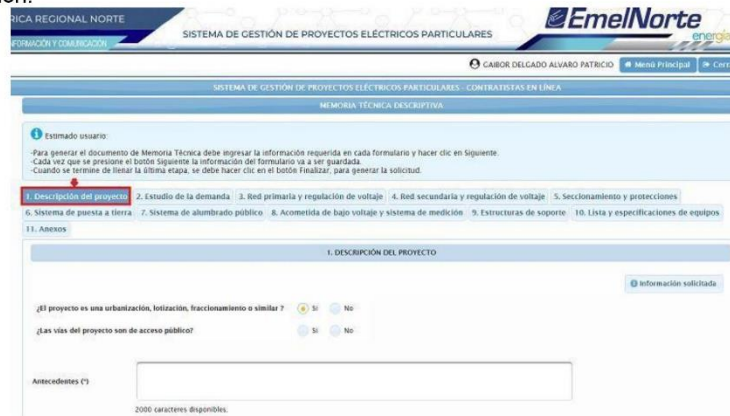 ción.
RICA REGIONAL NORTE
NFORMACIÓN Y COMUNICACIÓN
SISTEMA DE GESTIÓN DE PROYECTOS ELÉCTRICOS PARTICULARES
EmelNorte
energía
GAIBOR DELGADO ALVARO PATRICIO Menú Principal Cerr
SISTEMA DE GESTIÓN DE PROYECTOS ELÉCTRICOS PARTICULARES - CONTRATISTAS EN LÍNEA
MEMORIA TÉCNICA DESCRIPTIVA
Estimado usuario:
-Para generar el documento de Memoria Técnica debe ingresar la información requerida en cada formulario y hacer clic en Siguiente.
-Cada vez que se presione el botón Siguiente la información del formulario va a ser guardada.
-Cuando se termine de llenar la última etapa, se debe hacer clic en el botón Finalizar, para generar la solicitud.
1. Descripción del proyecto 2. Estudio de la demanda 3. Red primaria y regulación de voltaje 4. Red secundaria y regulación de voltaje 5. Seccionamiento y protecciones
6. Sistema de puesta a tierra 7. Sistema de alumbrado público 8. Acometida de bajo voltaje y sistema de medición 9. Estructuras de soporte 10. Lista y especificaciones de equipos
11. Anexos
1. DESCRIPCIÓN DEL PROYECTO
Información solicitada
¿El proyecto es una urbanización, lotización, fraccionamiento o similar ? Si No
¿Las vías del proyecto son de acceso público? Si No
Antecedentes (*)
2000 caracteres disponibles.